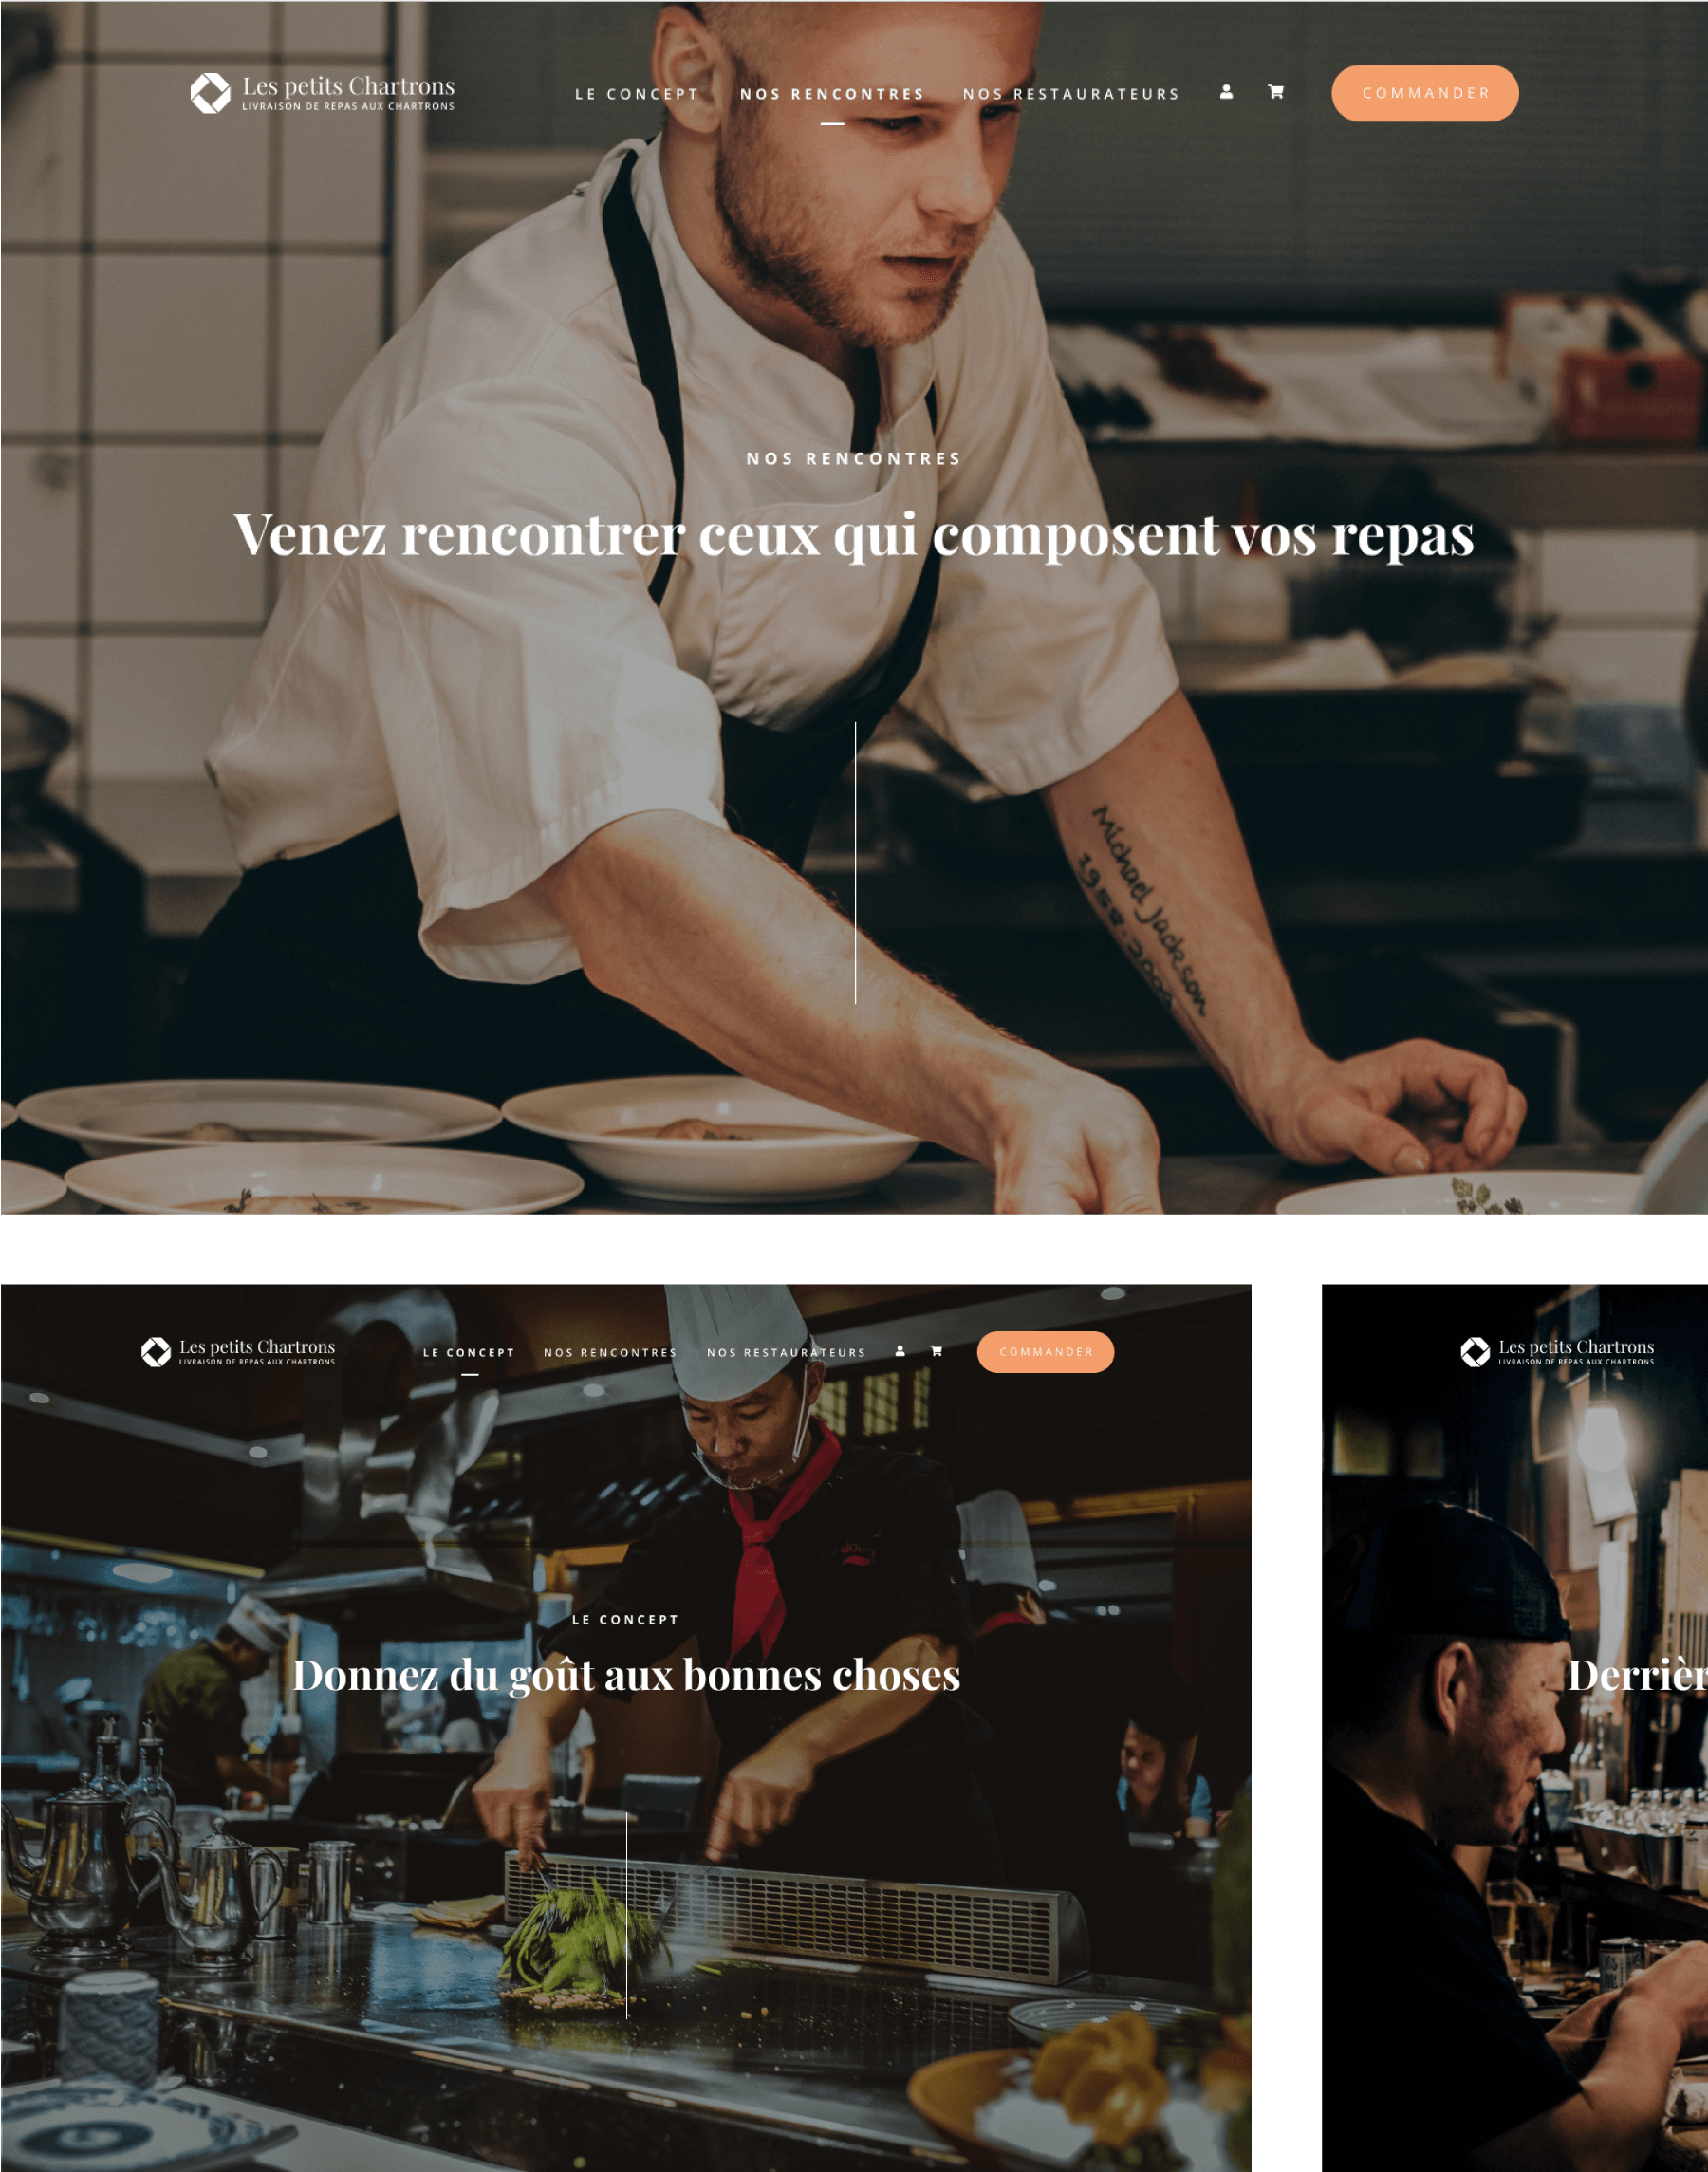 Les petits Chartrons
LIVRAISON DE REPAS AUX CHARTRONS
LE CONCEPT
NOS RENCONTRES
NOS RESTAURATEURS
COMMANDER
NOS RENCONTRES
Venez rencontrer ceux qui composent vos repas
Michael Jackson
Les petits Chartrons
LIVRAISON DE REPAS AUX CHARTRONS
LE CONCEPT
NOS RENCONTRES
NOS RESTAURATEURS
COMMANDER
LE CONCEPT
Donnez du goût aux bonnes choses
Les petits Chartrons
LIVRAISON DE REPAS AUX CHARTRONS
Derrièr